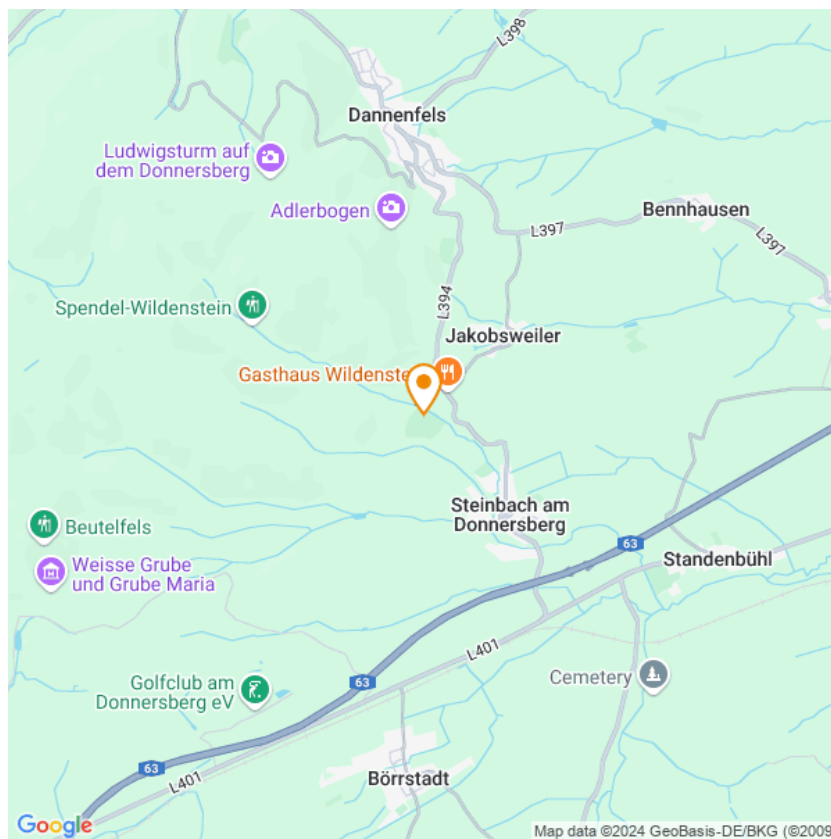 L398
Dannenfels
Ludwigsturm auf
dem Donnersberg
Adlerbogen
Bennhausen
L397
L397
L394
Spendel-Wildenstein
Jakobsweiler
Gasthaus Wildenste
Steinbach am
Donnersberg
Beutelfels
63
Weisse Grube
und Grube Maria
Standenbühl
L401
Cemetery
Golfclub am
Donnersberg eV
63
63
L401
Börrstadt
Google
Map data ©2024 GeoBasis-DE/BKG (©2009